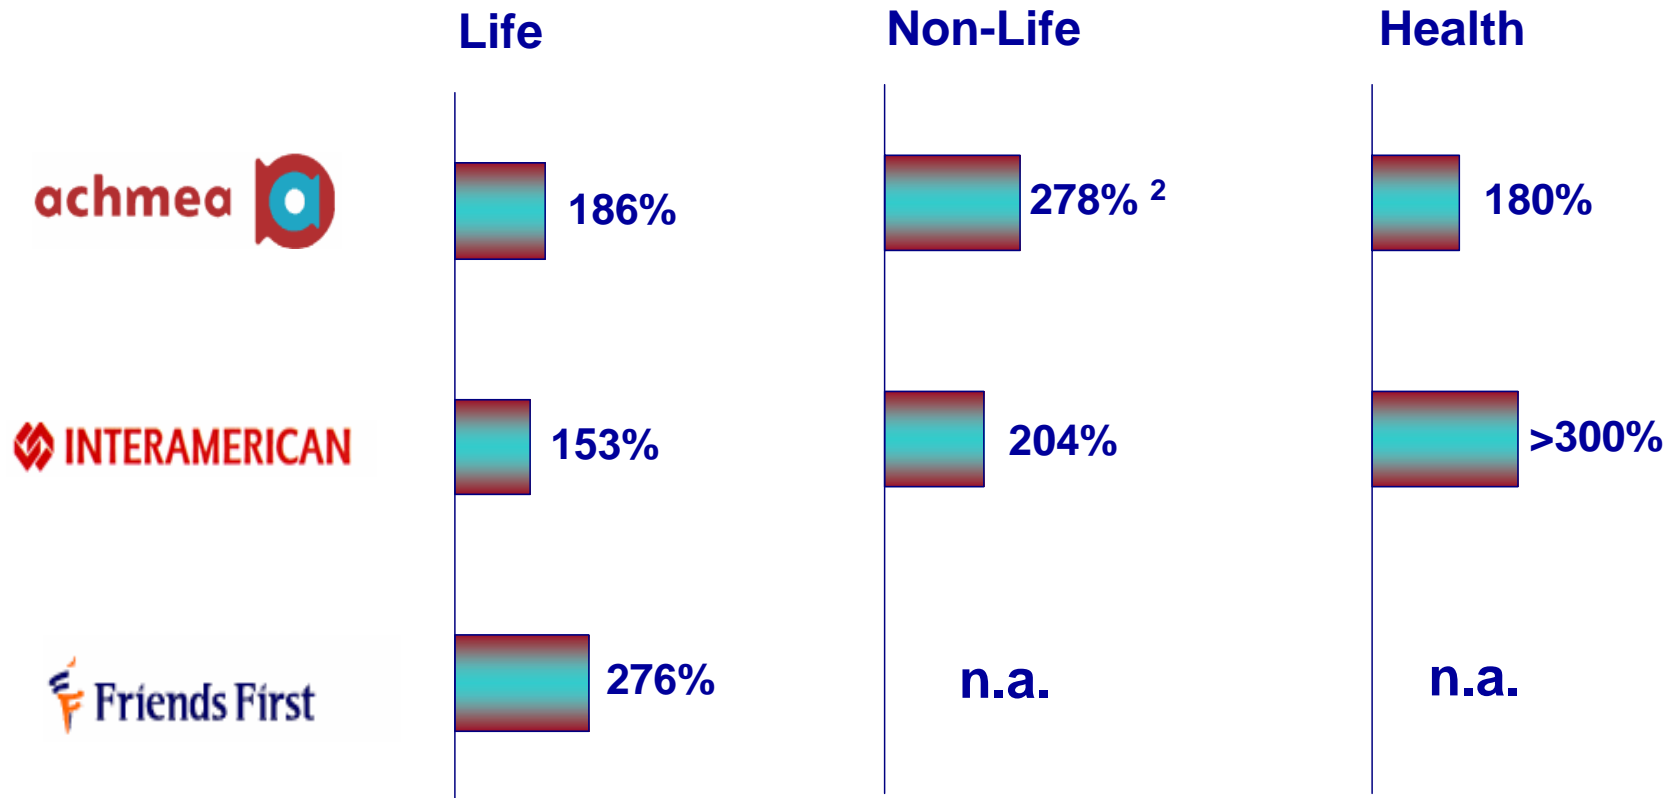 Life Non-Life Health
achmea 186% 278% 2 180%
INTERAMERICAN 153% 204% >300%
Friends First 276% n.a. n.a.